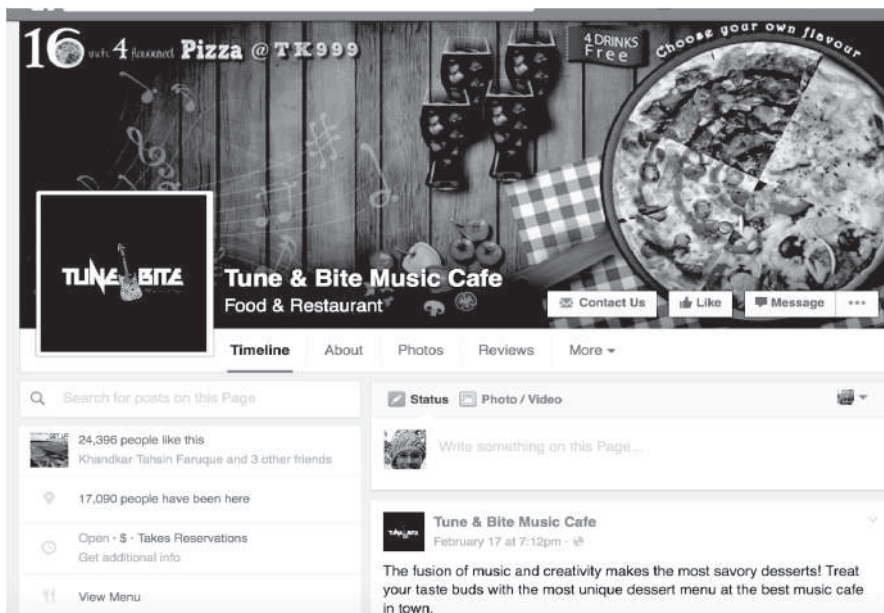 16 inch 4 flavoured Pizza @ TK999
4 DRINKS
Free
Choose your own flavour
TUNE BITE
Tune & Bite Music Cafe
Food & Restaurant
Contact Us
Like
Message
Timeline
About
Photos
Reviews
More
Search for posts on this Page
24,396 people like this
Khandkar Tahsin Faruque and 3 other friends
17,090 people have been here
Open · $ · Takes Reservations
Get additional info
View Menu
Status
Photo / Video
Write something on this Page...
Tune & Bite Music Cafe
February 17 at 7:12pm ·
The fusion of music and creativity makes the most savory desserts! Treat
your taste buds with the most unique dessert menu at the best music cafe
in town.